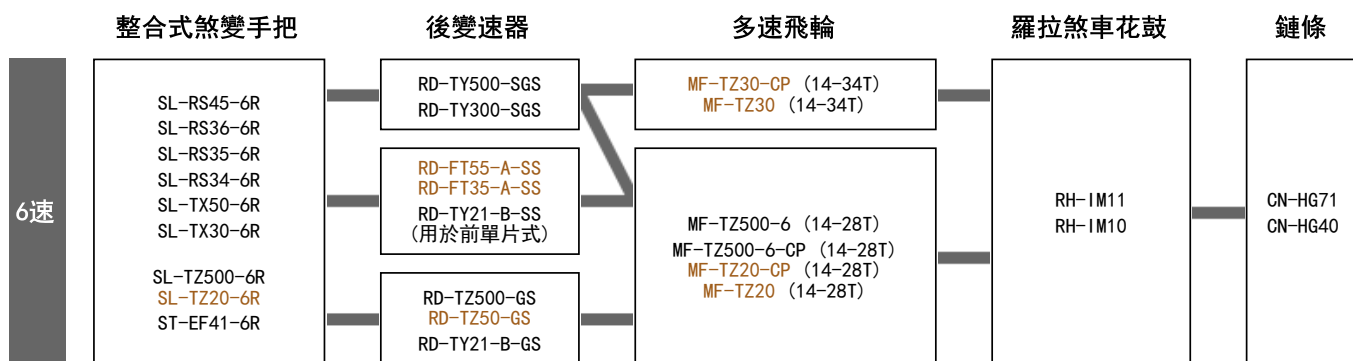 整合式煞變手把
後變速器
多速飛輪
羅拉煞車花鼓
鏈條
6速
SL-RS45-6R
SL-RS36-6R
SL-RS35-6R
SL-RS34-6R
SL-TX50-6R
SL-TX30-6R
SL-TZ500-6R
SL-TZ20-6R
ST-EF41-6R
RD-TY500-SGS
RD-TY300-SGS
RD-FT55-A-SS
RD-FT35-A-SS
RD-TY21-B-SS
(用於前單片式)
RD-TZ500-GS
RD-TZ50-GS
RD-TY21-B-GS
MF-TZ30-CP (14-34T)
MF-TZ30 (14-34T)
MF-TZ500-6 (14-28T)
MF-TZ500-6-CP (14-28T)
MF-TZ20-CP (14-28T)
MF-TZ20 (14-28T)
RH-IM11
RH-IM10
CN-HG71
CN-HG40